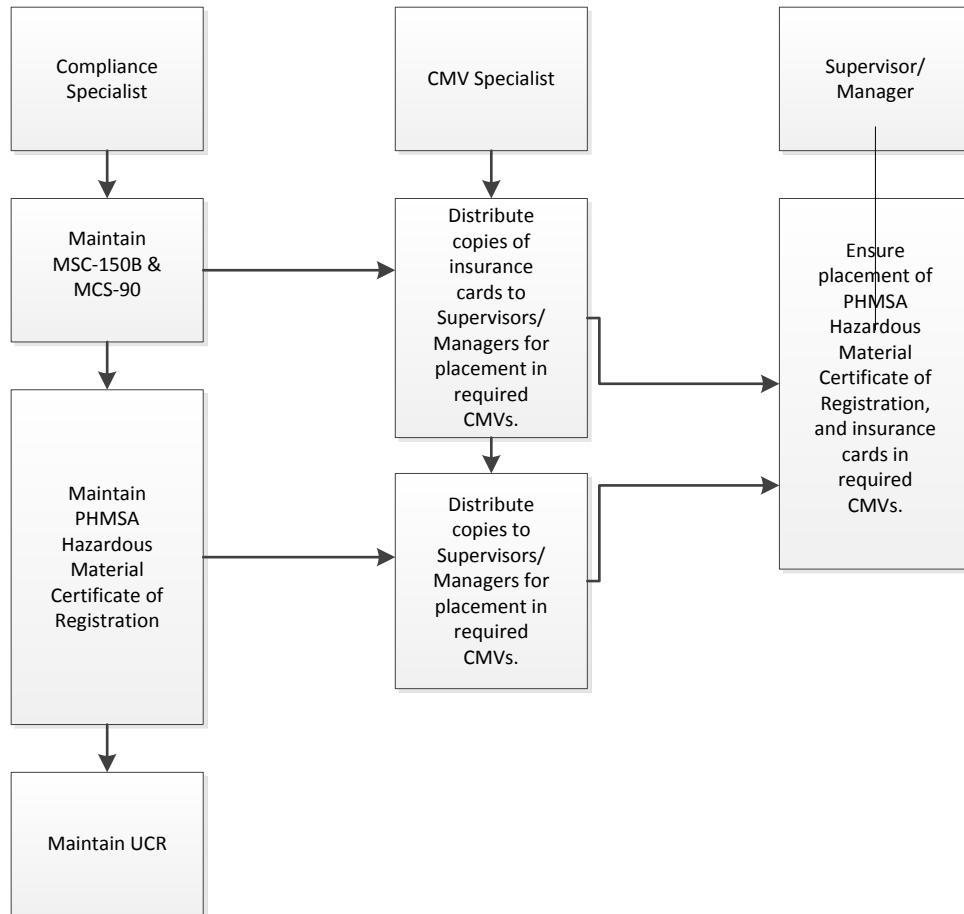 Compliance
Specialist
CMV Specialist
Supervisor/
Manager
Maintain
MSC-150B &
MCS-90
Distribute
copies of
insurance
cards to
Supervisors/
Managers for
placement in
required
CMVs.
Ensure
placement of
PHMSA
Hazardous
Material
Certificate of
Registration,
and insurance
cards in
required
CMVs.
Maintain
PHMSA
Hazardous
Material
Certificate of
Registration
Distribute
copies to
Supervisors/
Managers for
placement in
required
CMVs.
Maintain UCR